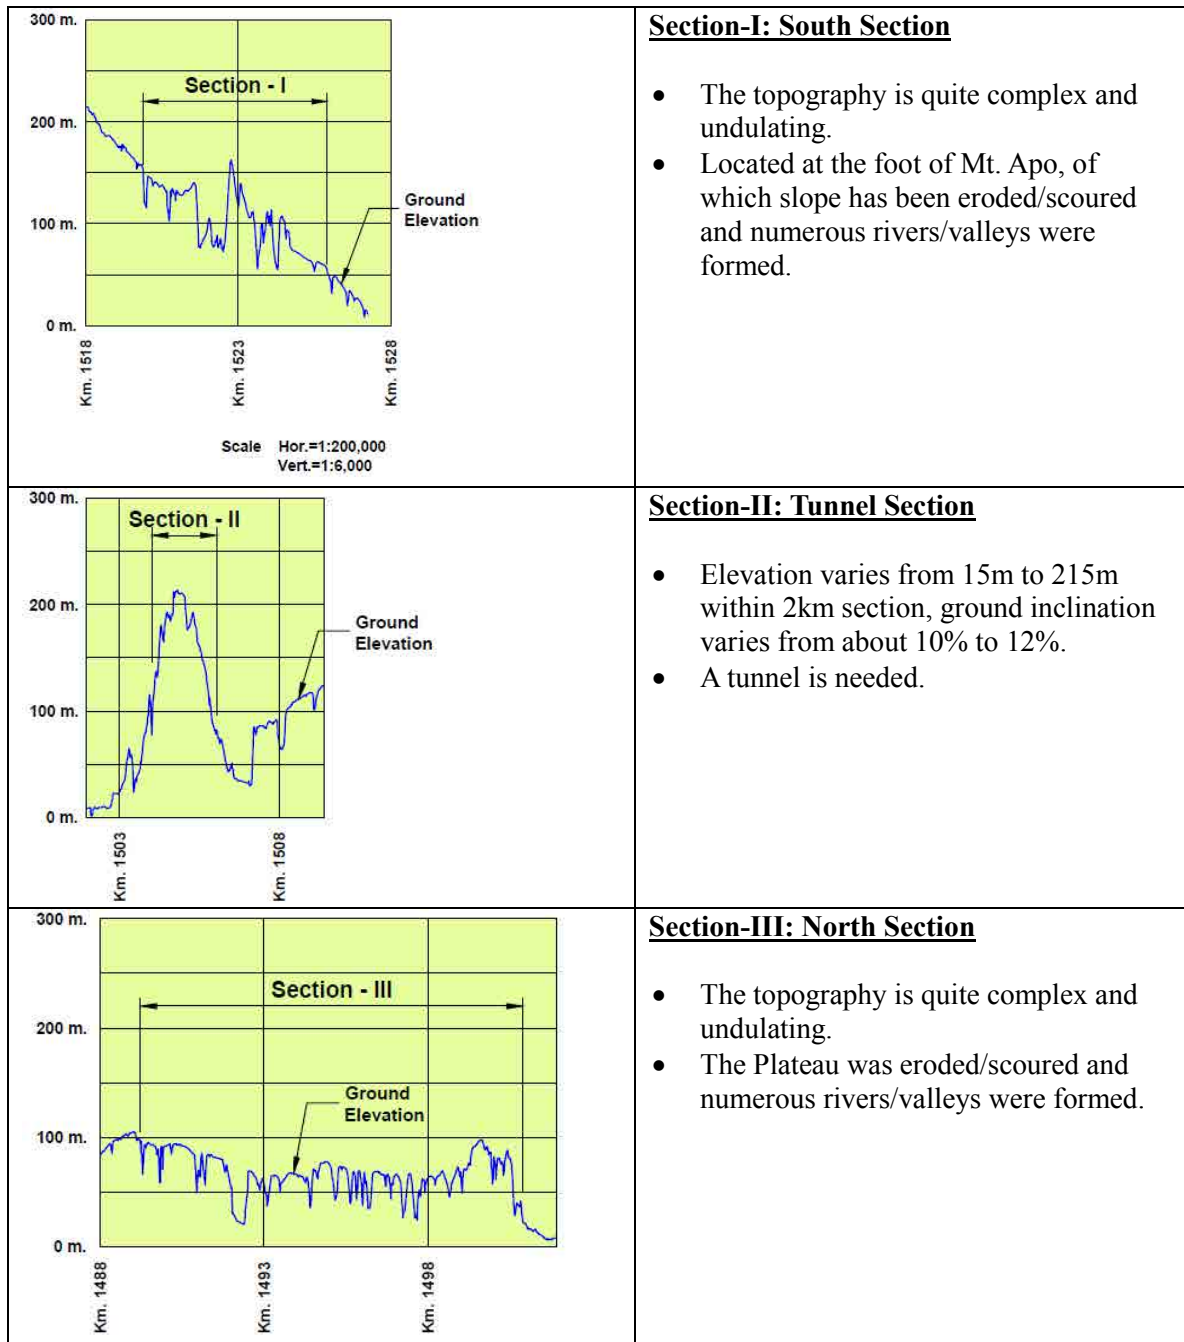 300 m.
Section - I
200 m.
Ground
Elevation
100 m.
0 m.
Km. 1518
Km. 1523
Km. 1528
Scale Hor.=1:200,000
Vert.=1:6,000
Section-I: South Section
• The topography is quite complex and
undulating.
• Located at the foot of Mt. Apo, of
which slope has been eroded/scoured
and numerous rivers/valleys were
formed.
300 m.
Section - II
200 m.
Ground
Elevation
100 m.
0 m.
Km. 1503
Km. 1508
Section-II: Tunnel Section
• Elevation varies from 15m to 215m
within 2km section, ground inclination
varies from about 10% to 12%.
• A tunnel is needed.
300 m.
Section - III
200 m.
Ground
Elevation
100 m.
0 m.
Km. 1488
Km. 1493
Km. 1498
Section-III: North Section
• The topography is quite complex and
undulating.
• The Plateau was eroded/scoured and
numerous rivers/valleys were formed.